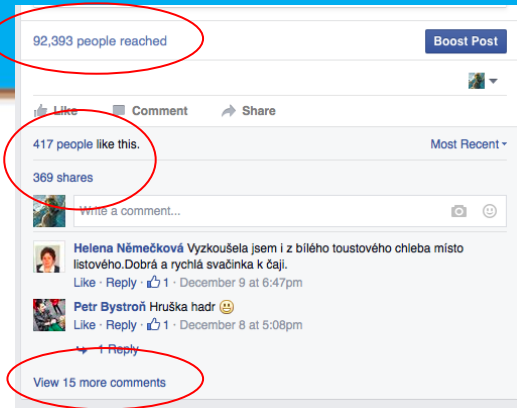 92,393 people reached
Boost Post
Like Comment Share
417 people like this.
Most Recent
369 shares
Write a comment...
Helena Němečková Vyzkoušela jsem i z bílého toustového chleba místo
listového.Dobrá a rychlá svačinka k čaji.
Like · Reply · 1 · December 9 at 6:47pm
Petr Bystroň Hruška hadr 😃
Like · Reply · 1 · December 8 at 5:08pm
1 Reply
View 15 more comments